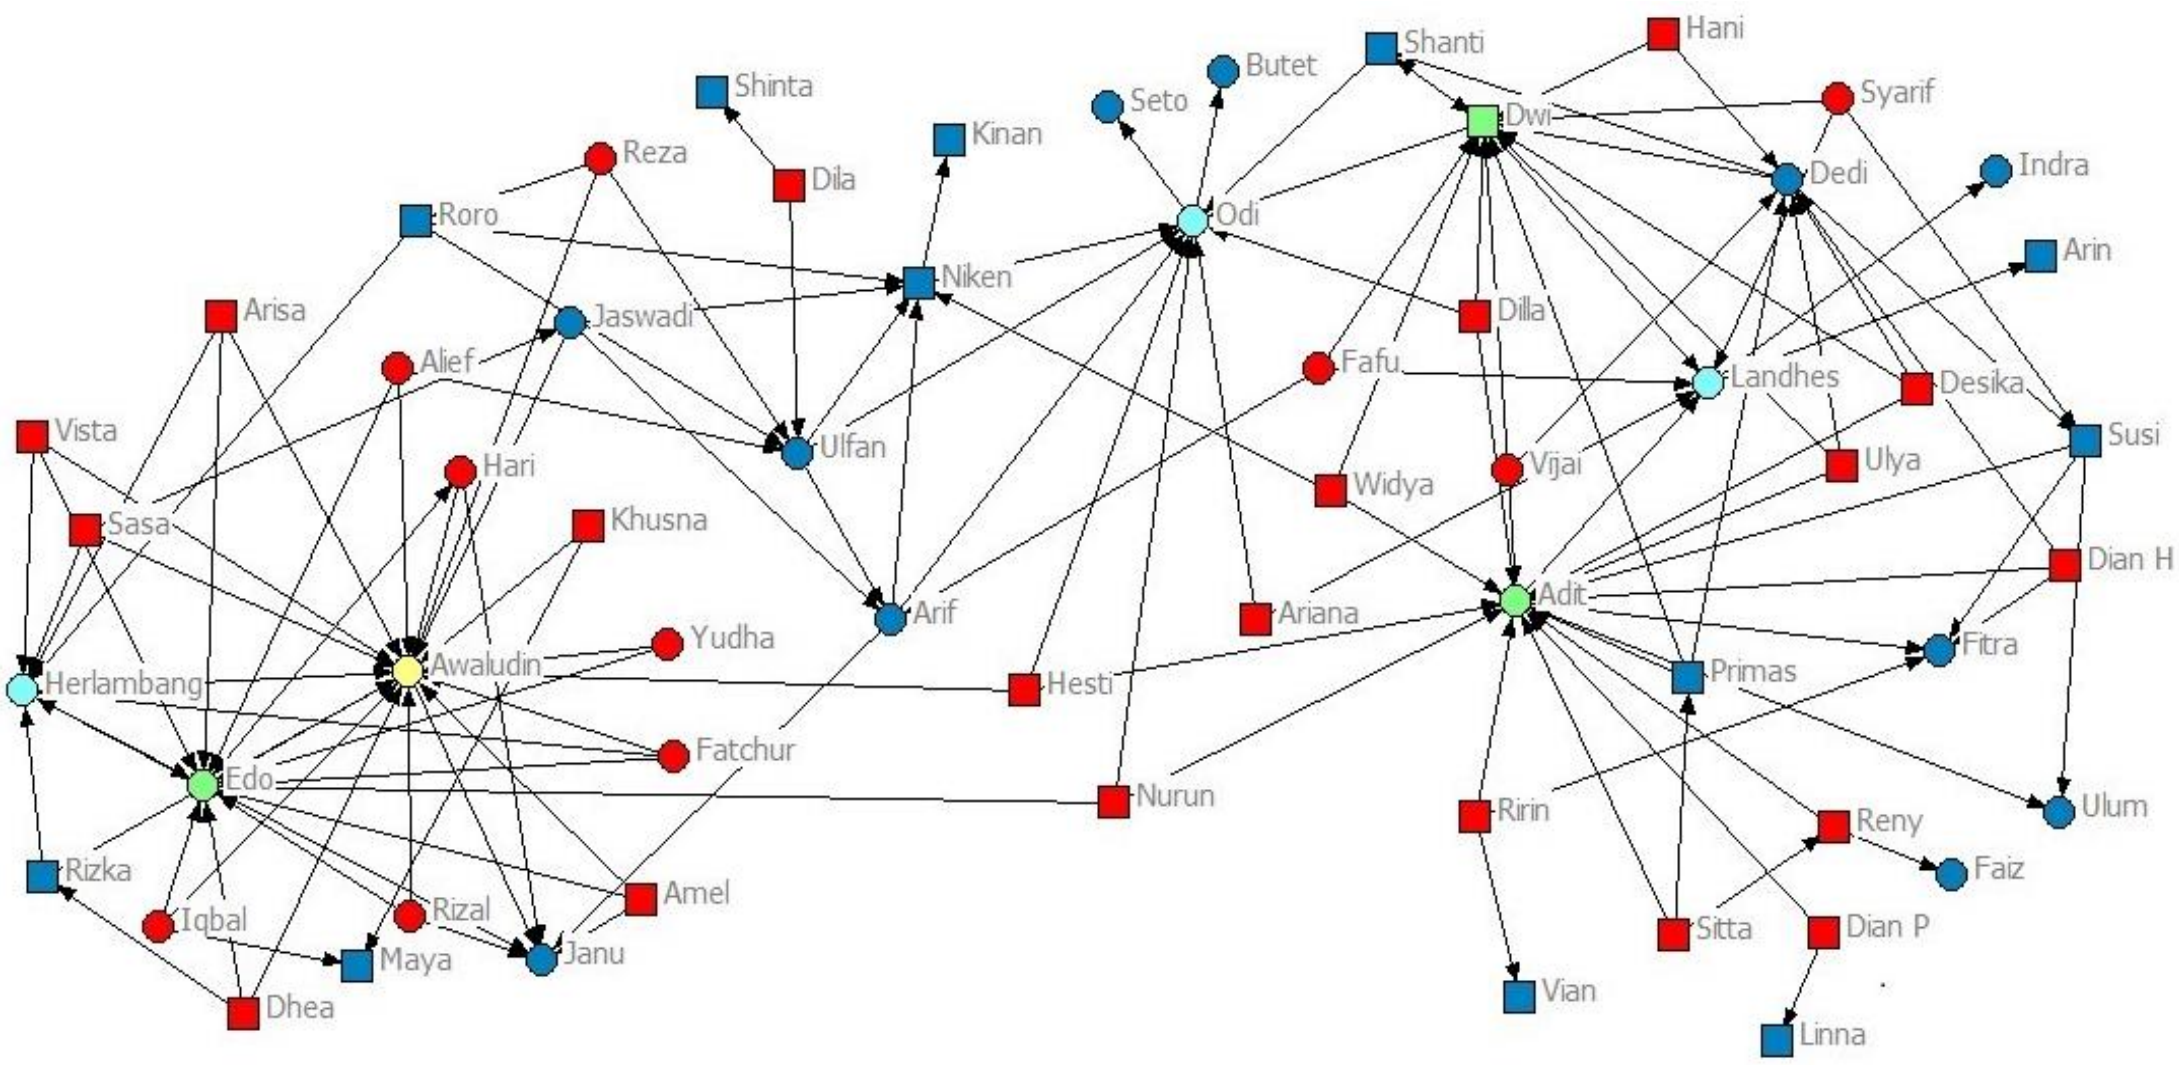 Hani
Shanti
Butet
Shinta
Syarif
Seto
Dwi
Kinan
Reza
Indra
Dedi
Dila
Roro
Odi
Arin
Niken
Arisa
Dilla
Jaswadi
Alief
Fafu
Landhes
Desika
Vista
Susi
Ulfan
Ulya
Hari
Vijai
Widya
Khusna
Sasa
Dian H
Adit
Arif
Ariana
Yudha
Fitra
Awaludin
Primas
Herlambang
Hesti
Fatchur
Edo
Nurun
Ulum
Ririn
Reny
Rizka
Faiz
Amel
Rizal
Iqbal
Dian P
Sitta
Janu
Maya
Vian
Dhea
Linna